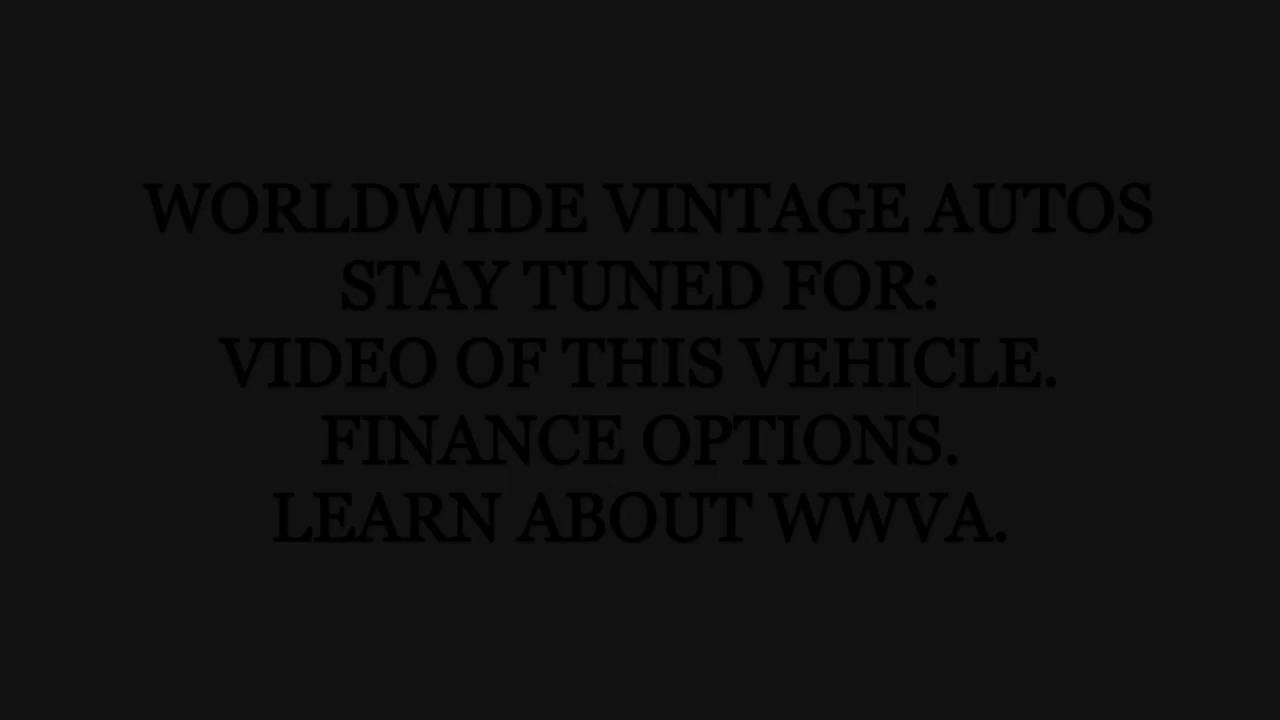 WORLDWIDE VINTAGE AUTOS
STAY TUNED FOR:
VIDEO OF THIS VEHICLE.
FINANCE OPTIONS.
LEARN ABOUT WWVA.